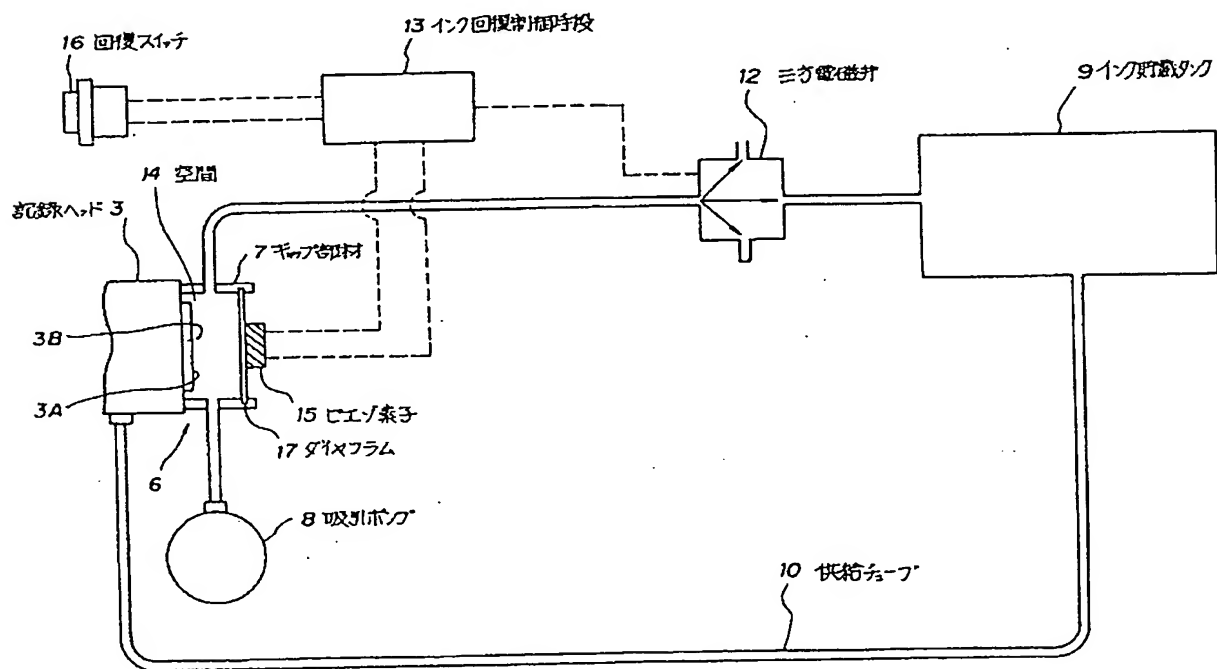 16 回復スイッチ
13 インク回復制御手段
12 三方電磁弁
9 インク貯蔵タンク
14 空間
記録ヘッド 3
7 キャップ部材
3B
3A
15 ピエゾ素子
17 ダイヤフラム
6
8 吸引ポンプ
10 供給チューブ